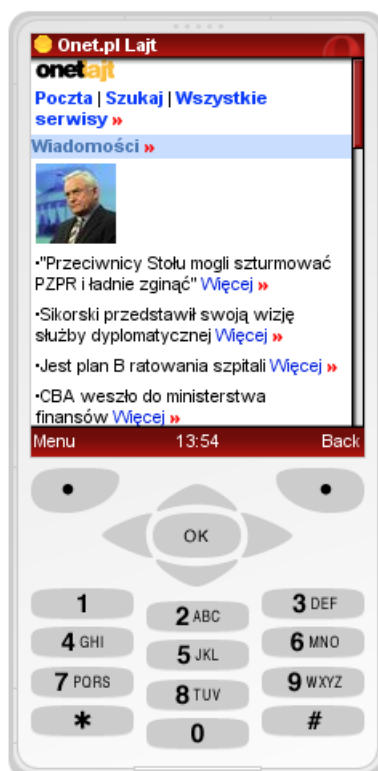 Onet.pl Lajt
onetlajt
Poczta | Szukaj | Wszystkie
serwisy »
Wiadomości »
•"Przeciwnicy Stołu mogli szturmować
PZPR i ładnie zginąć" Więcej »
•Sikorski przedstawił swoją wizję
służby dyplomatycznej Więcej »
•Jest plan B ratowania szpitali Więcej »
•CBA weszło do ministerstwa
finansów Więcej »
Menu 13:54 Back
OK
1 2 ABC 3 DEF
4 GHI 5 JKL 6 MNO
7 PQRS 8 TUV 9 WXYZ
* 0 #